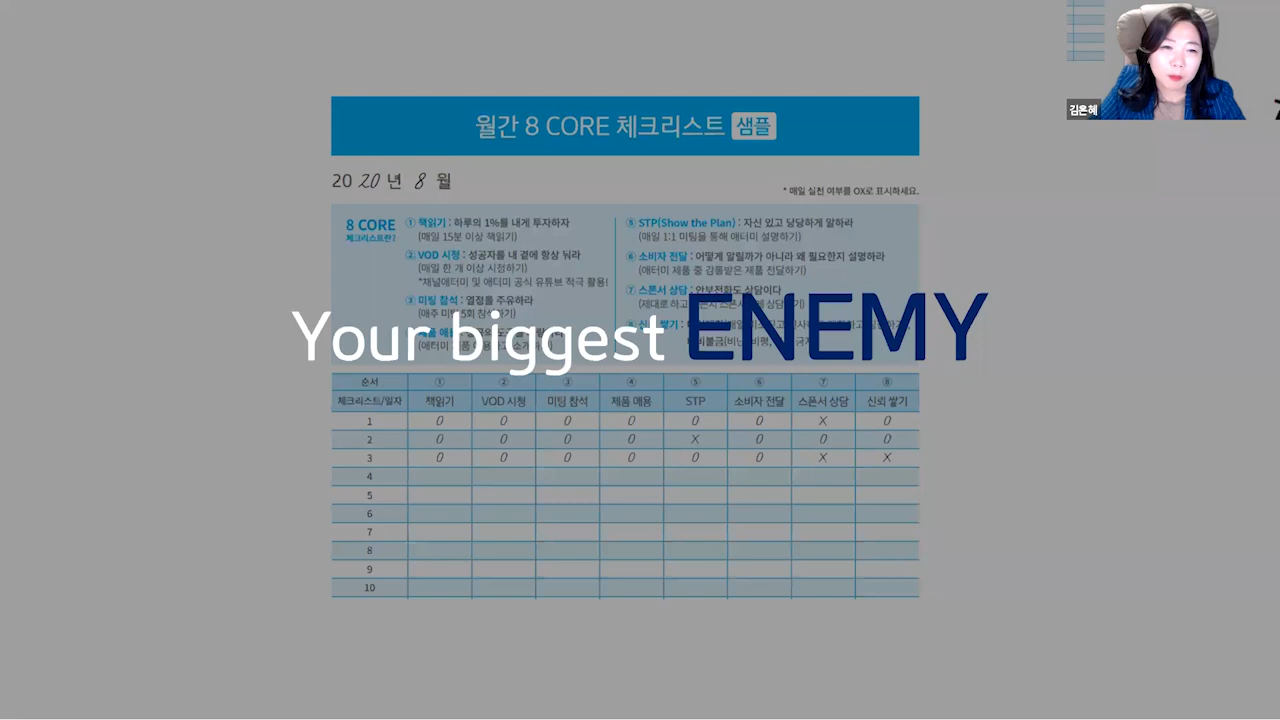 김은혜
월간 8 CORE 체크리스트 샘플
2020년 8월
* 매일 실천 여부를 OX로 표시하세요.
8 CORE
체크리스트란?
① 책읽기 : 하루의 1%를 내게 투자하자
(매일 15분 이상 책읽기)
② VOD 시청 : 성공자를 내 곁에 항상 둬라
(매일 한 개 이상 시청하기)
*채널애터미 및 애터미 공식 유튜브 적극 활용!
③ 미팅 참석 : 열정를 주유하라
⑤ STP(Show the Plan) : 자신 있고 당당하게 말하라
(매일 1:1 미팅을 통해 애터미 설명하기)
⑥ 소비자 전달 : 어떻게 알릴까가 아니라 왜 필요한지 설명하라
(애터미 제품 중 감동받은 제품 전달하기)
⑦ 스폰서 상담 : 안부전화도 상담이다
Your biggest ENEMY
순서 ① ② ③ ④ ⑤ ⑥ ⑦ ⑧
체크리스트/일자 책읽기 VOD 시청 미팅 참석 제품 애용 STP 소비자 전달 스폰서 상담 신뢰 쌓기
1 O O O O O O X O
2 O O O O X O O O
3 O O O O O O X X
4
5
6
7
8
9
10